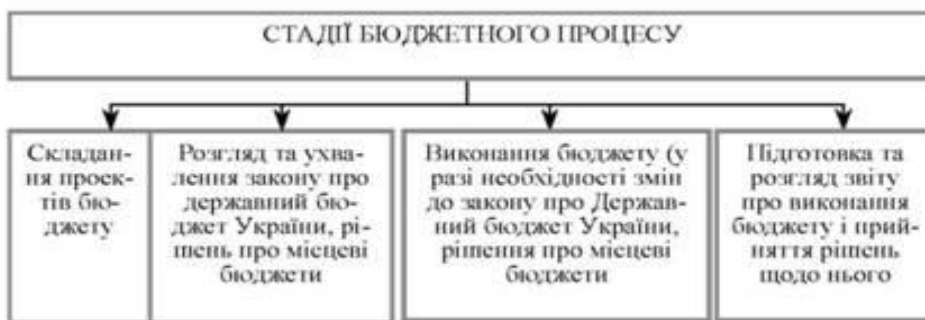 СТАДІЇ БЮДЖЕТНОГО ПРОЦЕСУ
Складан-
ня проек-
тів бю-
джету
Розгляд та ухва-
лення закону про
державний бю-
джет України, рі-
шень про місцеві
бюджети
Виконання бюджету (у
разі необхідності змін
до закону про Держав-
ний бюджет України,
рішення про місцеві
бюджети
Підготовка та
розгляд звіту
про виконання
бюджету і прий-
няття рішень
щодо нього